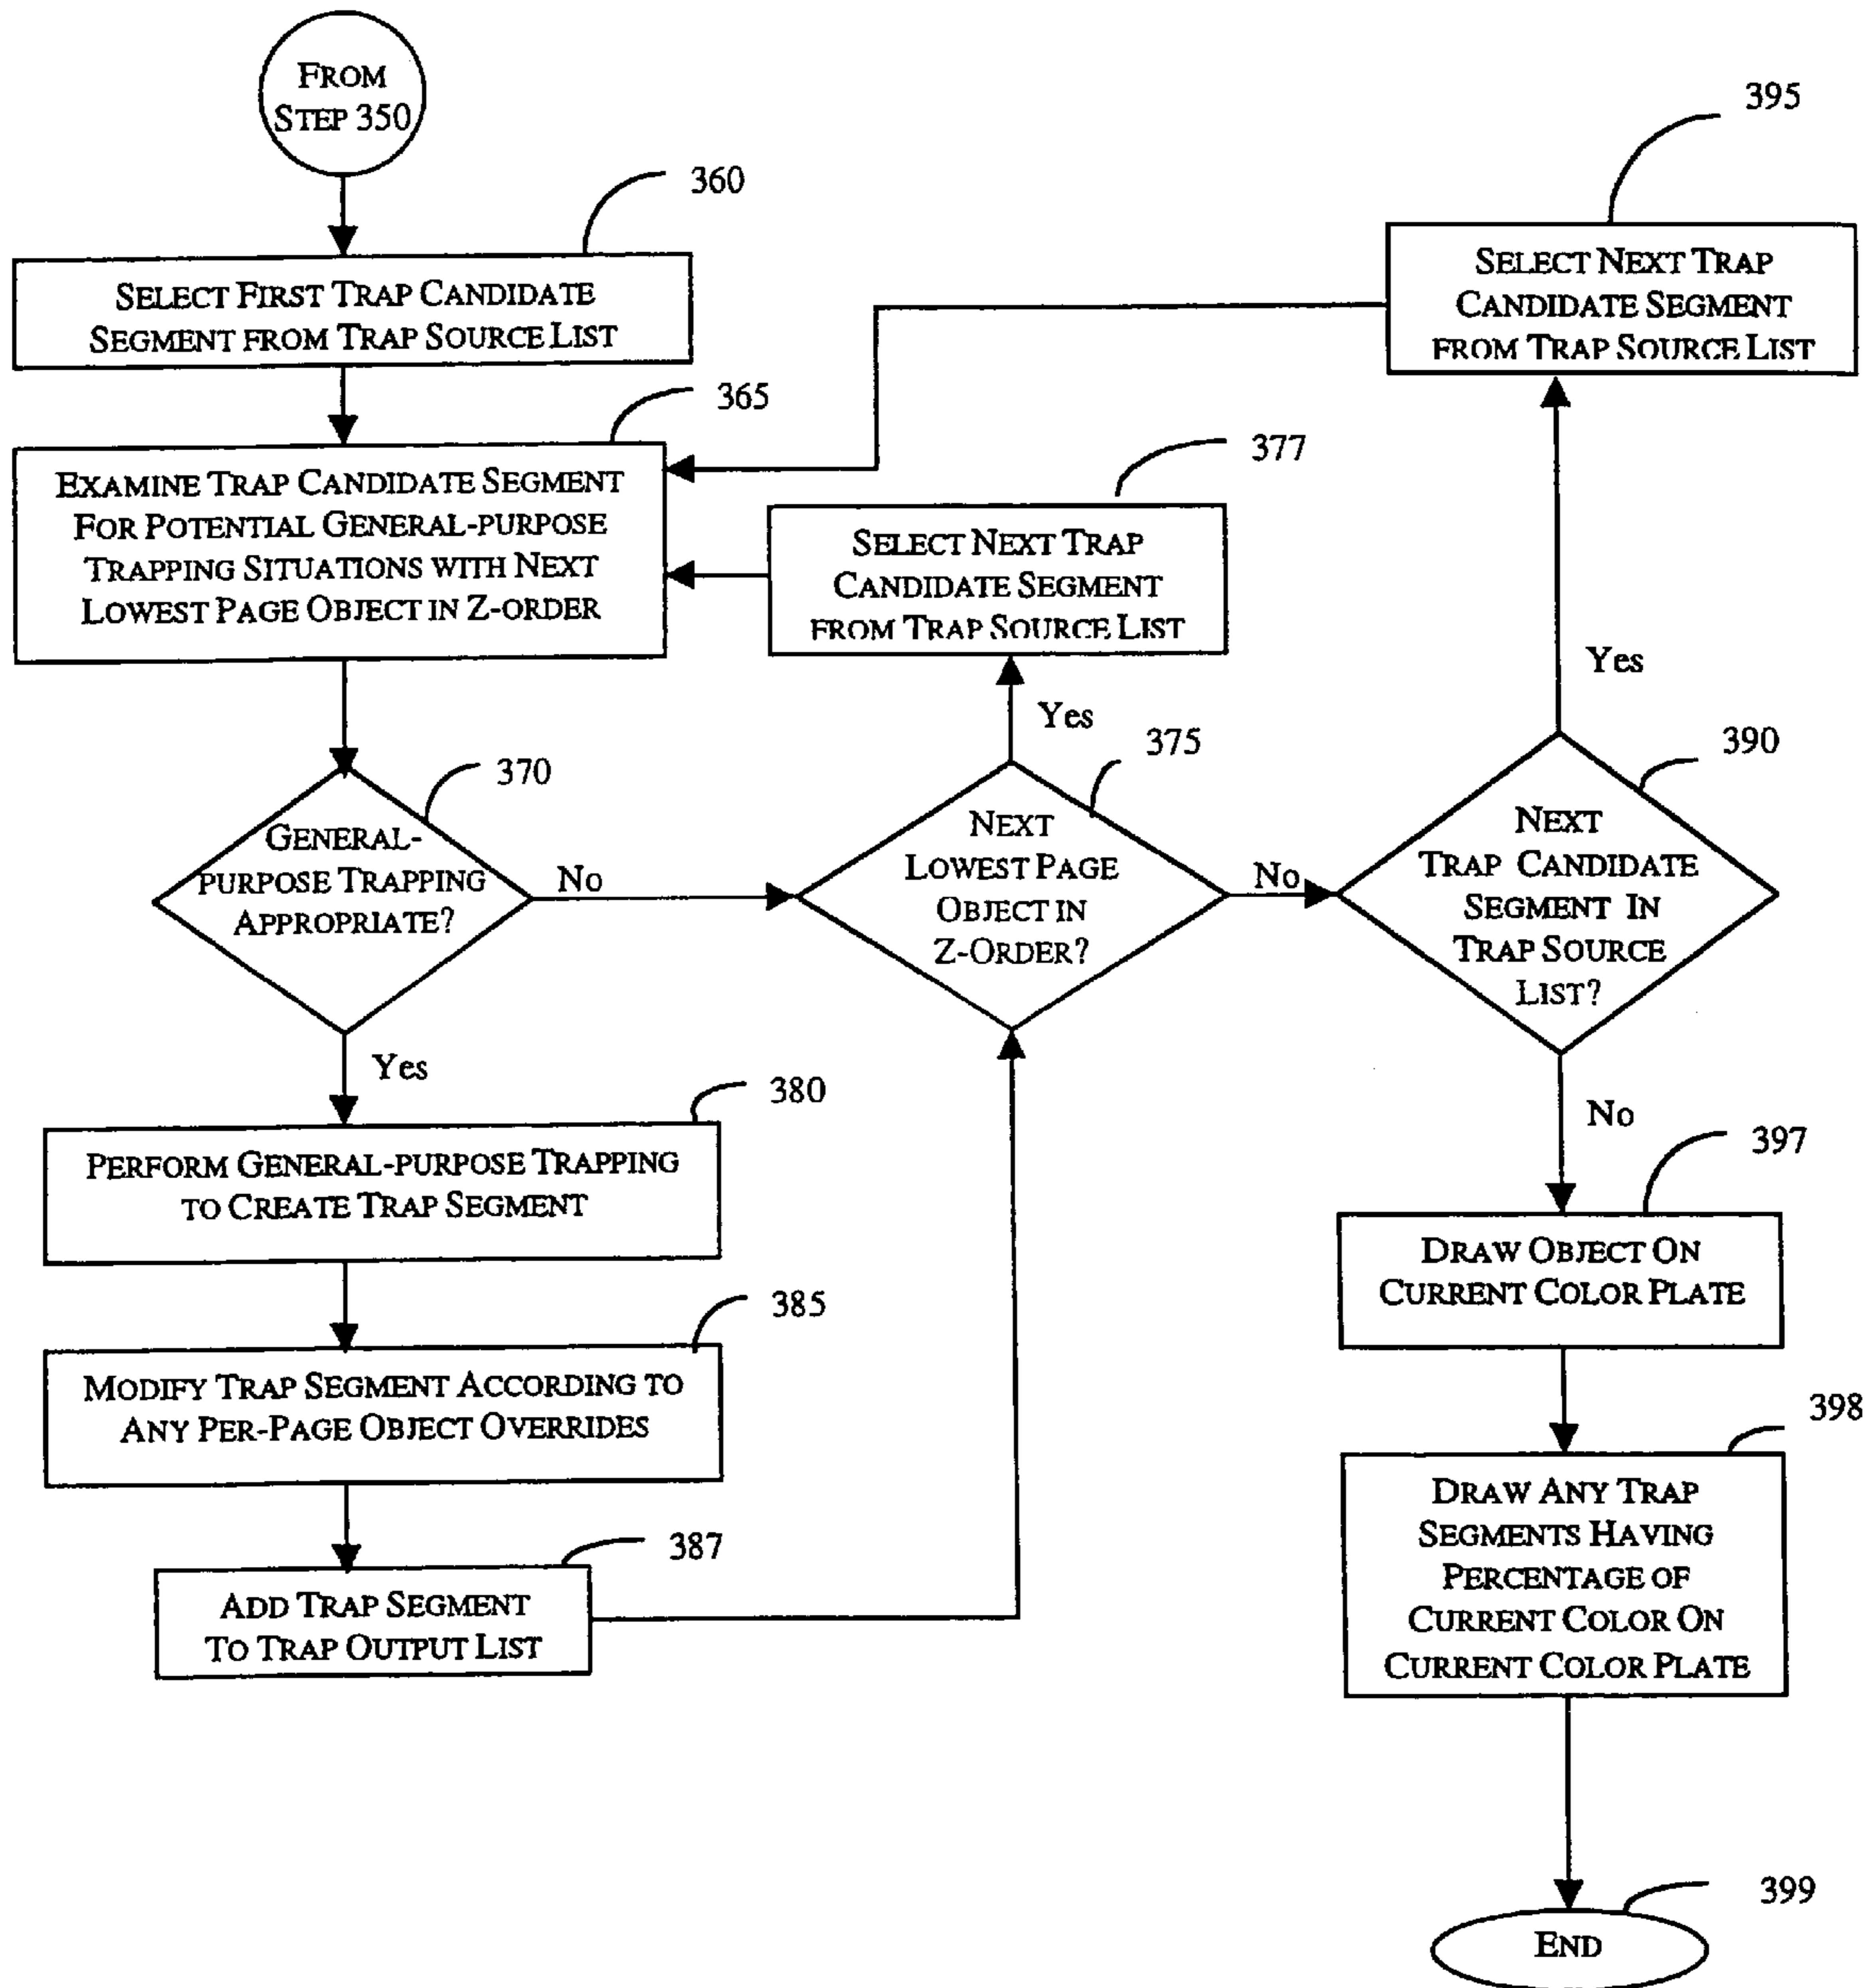 FROM
STEP 350
360
SELECT FIRST TRAP CANDIDATE
SEGMENT FROM TRAP SOURCE LIST
365
EXAMINE TRAP CANDIDATE SEGMENT
FOR POTENTIAL GENERAL-PURPOSE
TRAPPING SITUATIONS WITH NEXT
LOWEST PAGE OBJECT IN Z-ORDER
370
GENERAL-
PURPOSE TRAPPING
APPROPRIATE?
No
Yes
380
PERFORM GENERAL-PURPOSE TRAPPING
TO CREATE TRAP SEGMENT
385
MODIFY TRAP SEGMENT ACCORDING TO
ANY PER-PAGE OBJECT OVERRIDES
387
ADD TRAP SEGMENT
TO TRAP OUTPUT LIST
377
SELECT NEXT TRAP
CANDIDATE SEGMENT
FROM TRAP SOURCE LIST
Yes
375
NEXT
LOWEST PAGE
OBJECT IN
Z-ORDER?
No
395
SELECT NEXT TRAP
CANDIDATE SEGMENT
FROM TRAP SOURCE LIST
Yes
390
NEXT
TRAP CANDIDATE
SEGMENT IN
TRAP SOURCE
LIST?
No
397
DRAW OBJECT ON
CURRENT COLOR PLATE
398
DRAW ANY TRAP
SEGMENTS HAVING
PERCENTAGE OF
CURRENT COLOR ON
CURRENT COLOR PLATE
399
END